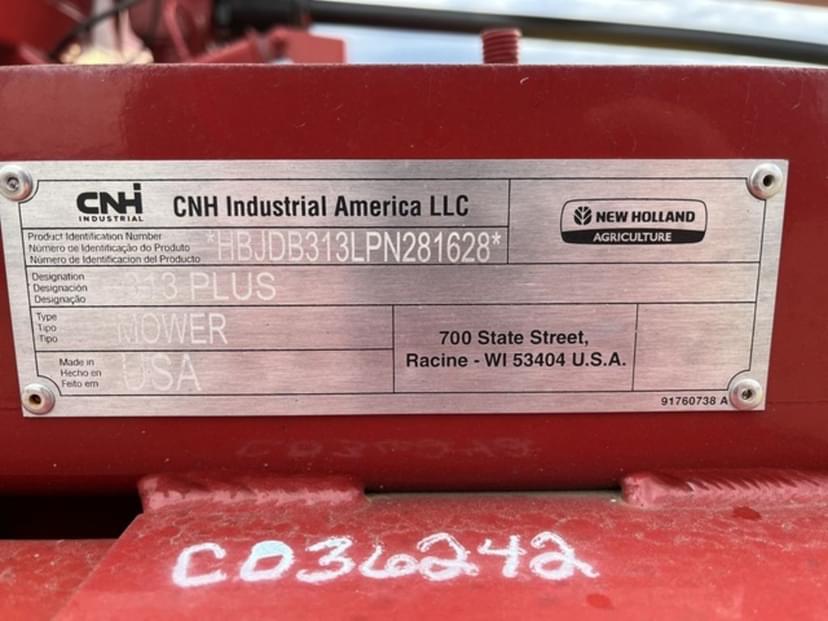 CNH
INDUSTRIAL
CNH Industrial America LLC
NEW HOLLAND
AGRICULTURE
Product Identification Number
Número de Identificação do Produto
Número de Identificacion del Producto
*HBJDB313LPN281628*
Designation
Designación
Designação
313 PLUS
Type
Tipo
Tipo
MOWER
Made in
Hecho en
Feito em
USA
700 State Street,
Racine - WI 53404 U.S.A.
91760738 A
C036242